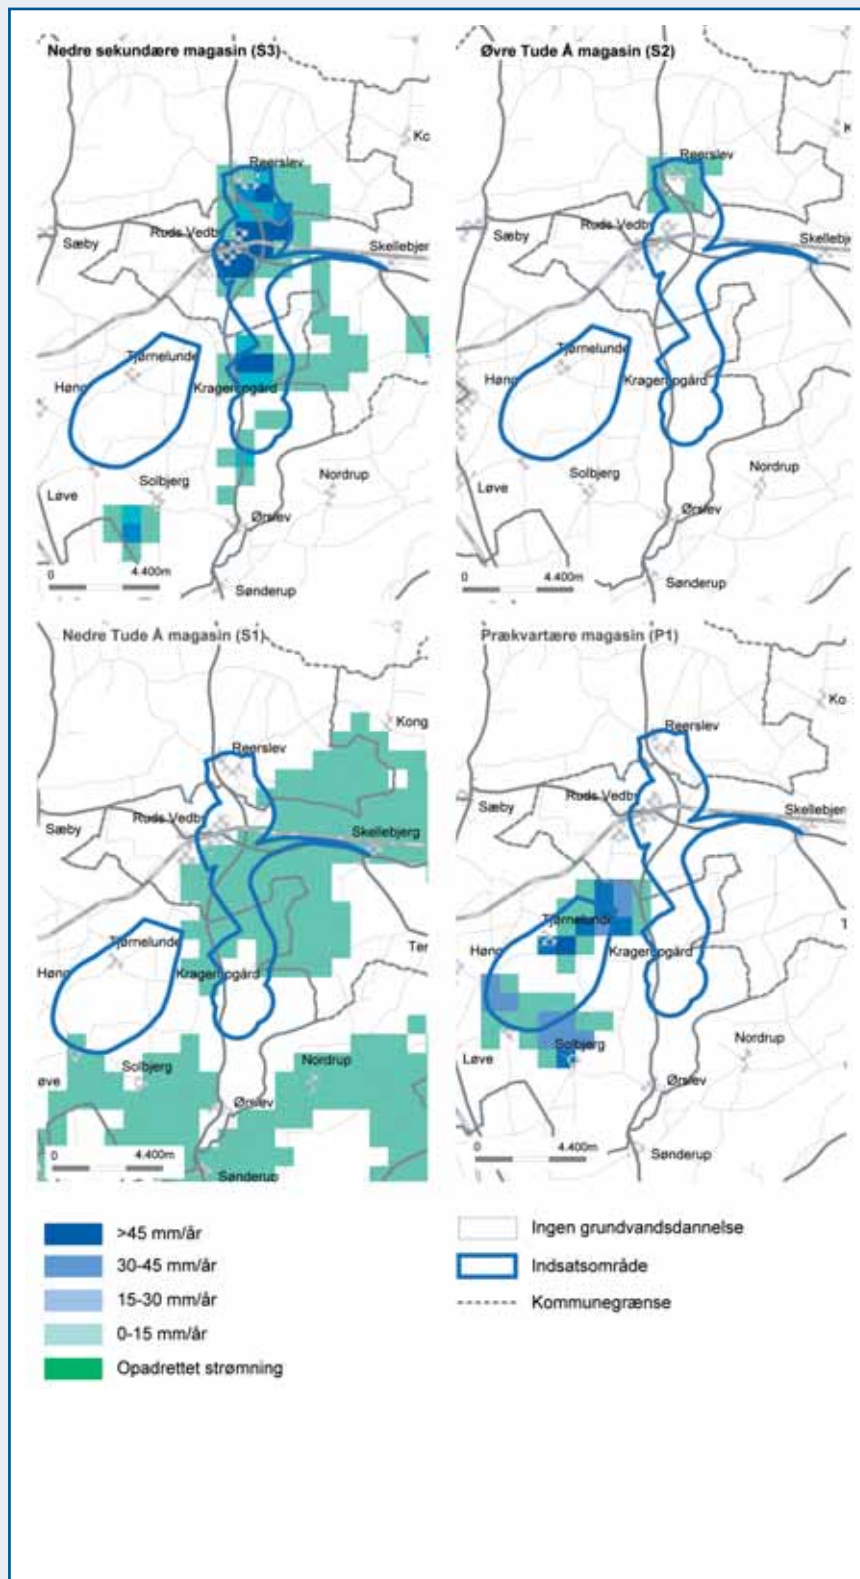 Nedre sekundære magasin (S3)
Reerslev
Ruds Vedby
Sæby
Skellebjer
Tjørnelunde
Høng
Kragerupgård
Solbjerg
Nordrup
Løve
Ørslev
0 4.400m
Sønderup
Øvre Tude Å magasin (S2)
Reerslev
Ruds Vedby
Sæby
Skellebjer
Tjørnelunde
Høng
Kragerupgård
Solbjerg
Nordrup
Løve
Ørslev
0 4.400m
Sønderup
Nedre Tude Å magasin (S1)
Kong
Reerslev
Ruds Vedby
Sæby
Skellebjerg
Tjørnelunde
Ter
Høng
Kragerupgård
Solbjerg
Nordrup
øve
Ørslev
0 4.400m
Sønderup
Prækvartære magasin (P1)
Ko
Reerslev
Ruds Vedby
Sæby
Skellebjer
Tjørnelunde
Høng
Kragerupgård
Solbjerg
Nordrup
Løve
Ørslev
0 4.400m
Sønderup
>45 mm/år
30-45 mm/år
15-30 mm/år
0-15 mm/år
Opadrettet strømning
Ingen grundvandsdannelse
Indsatsområde
Kommunegrænse